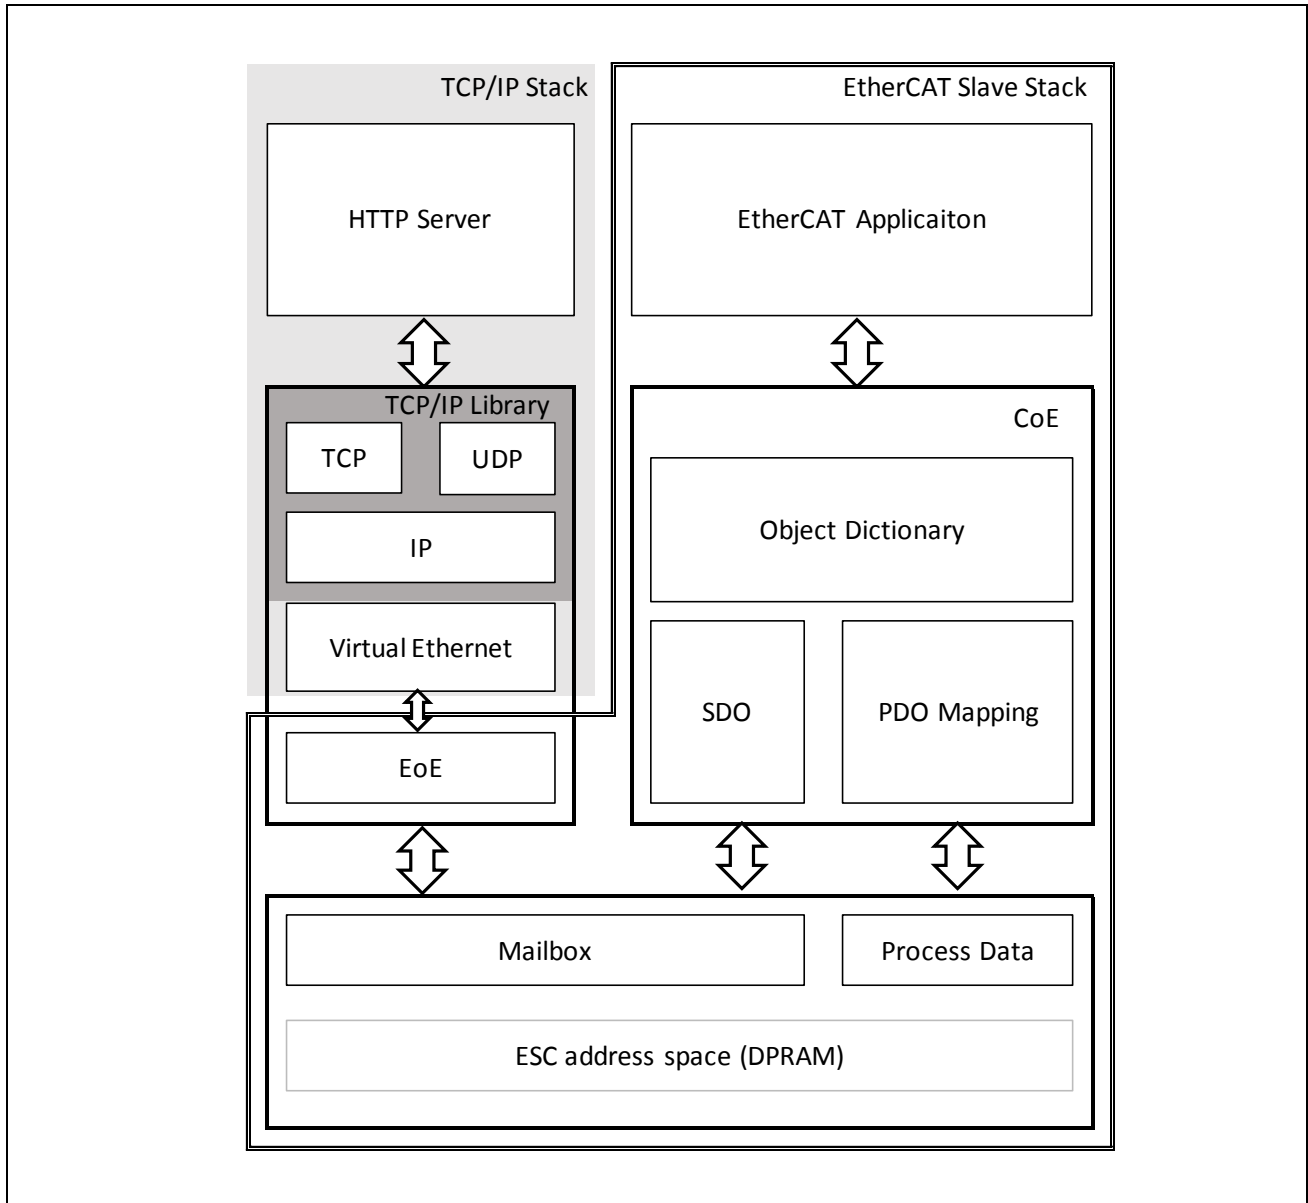 TCP/IP Stack
HTTP Server
TCP/IP Library
TCP
UDP
IP
Virtual Ethernet
EoE
EtherCAT Slave Stack
EtherCAT Applicaiton
CoE
Object Dictionary
SDO
PDO Mapping
Mailbox
Process Data
ESC address space (DPRAM)